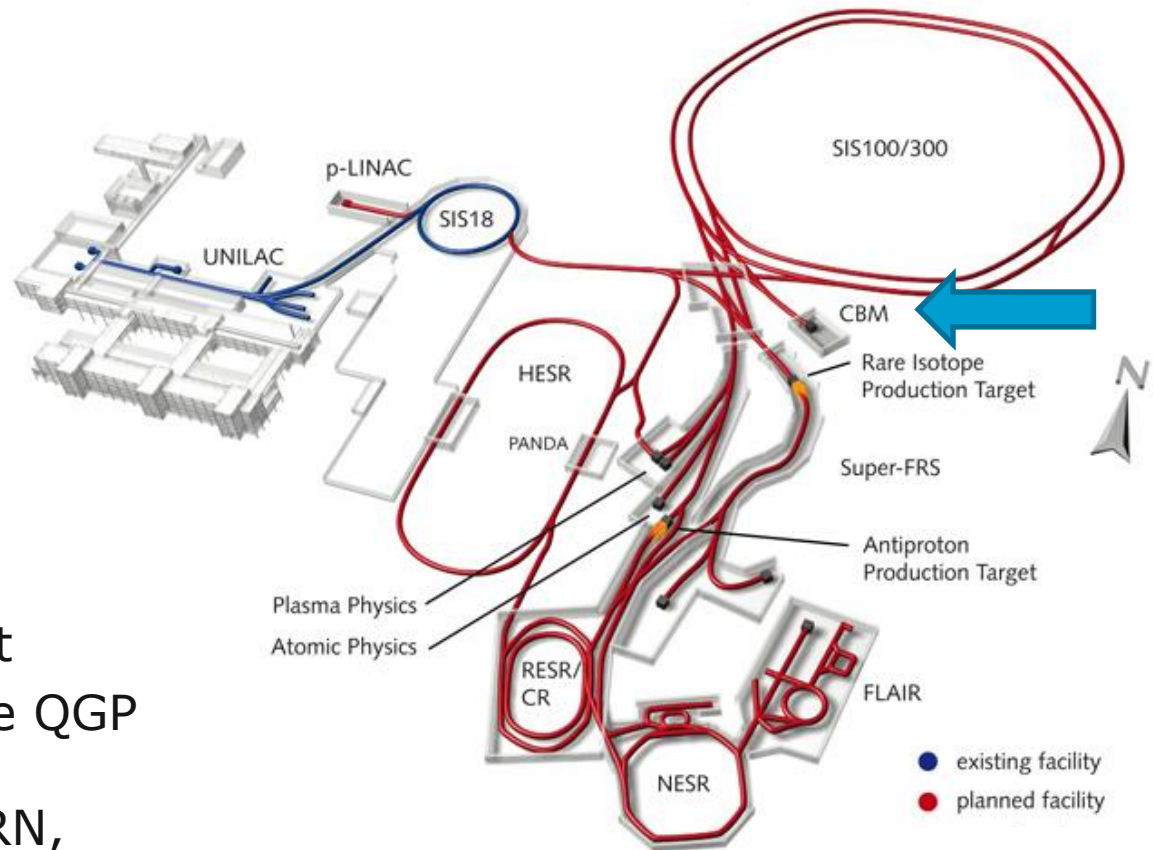 SIS100/300
p-LINAC
SIS18
UNILAC
CBM
Rare Isotope
Production Target
HESR
N
PANDA
Super-FRS
Antiproton
Production Target
Plasma Physics
Atomic Physics
t
RESR/
CR
FLAIR
e QGP
NESR
existing facility
planned facility
RN,